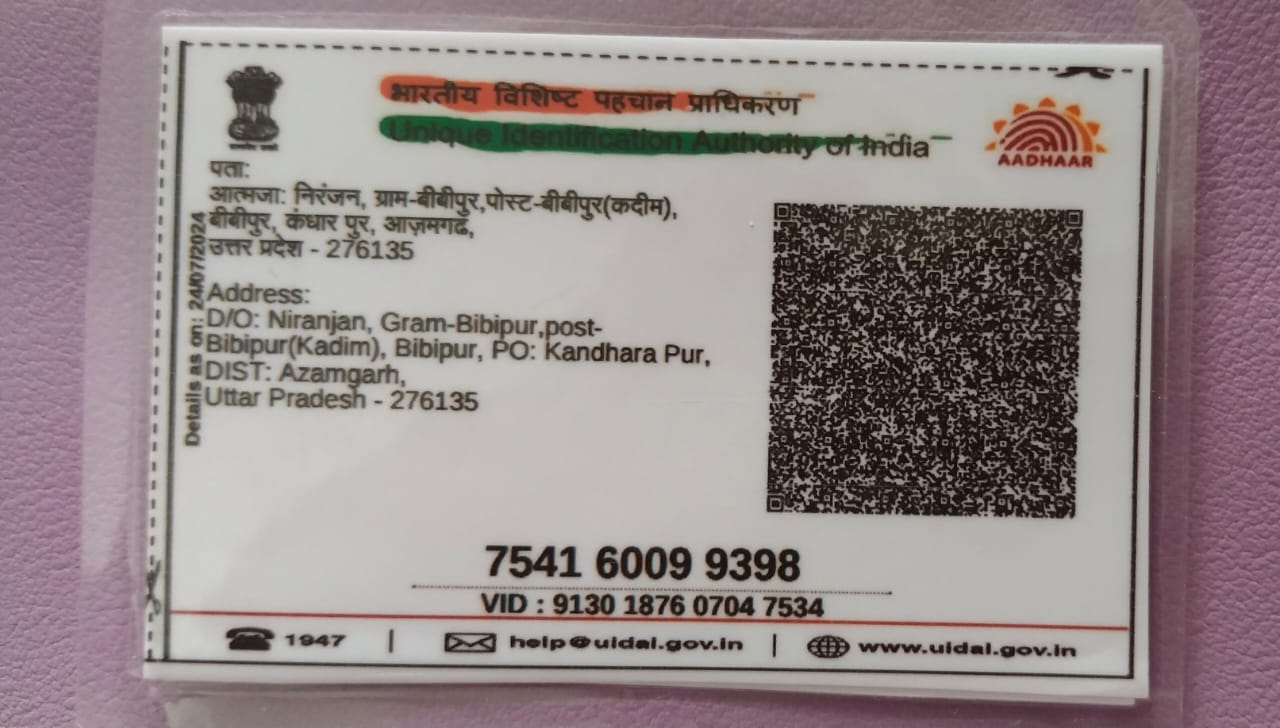 भारतीय विशिष्ट पहचान प्राधिकरण
Unique Identification Authority of India
AADHAAR
पता:
आत्मजा: निरंजन, ग्राम-बीबीपुर,पोस्ट-बीबीपुर(कदीम),
बीबीपुर, कंधार पुर, आज़मगढ,
उत्तर प्रदेश - 276135
Details as on: 24/07/2024
Address:
D/O: Niranjan, Gram-Bibipur,post-
Bibipur(Kadim), Bibipur, PO: Kandhara Pur,
DIST: Azamgarh,
Uttar Pradesh - 276135
7541 6009 9398
VID : 9130 1876 0704 7534
1947 | help@uidai.gov.in | www.uidai.gov.in